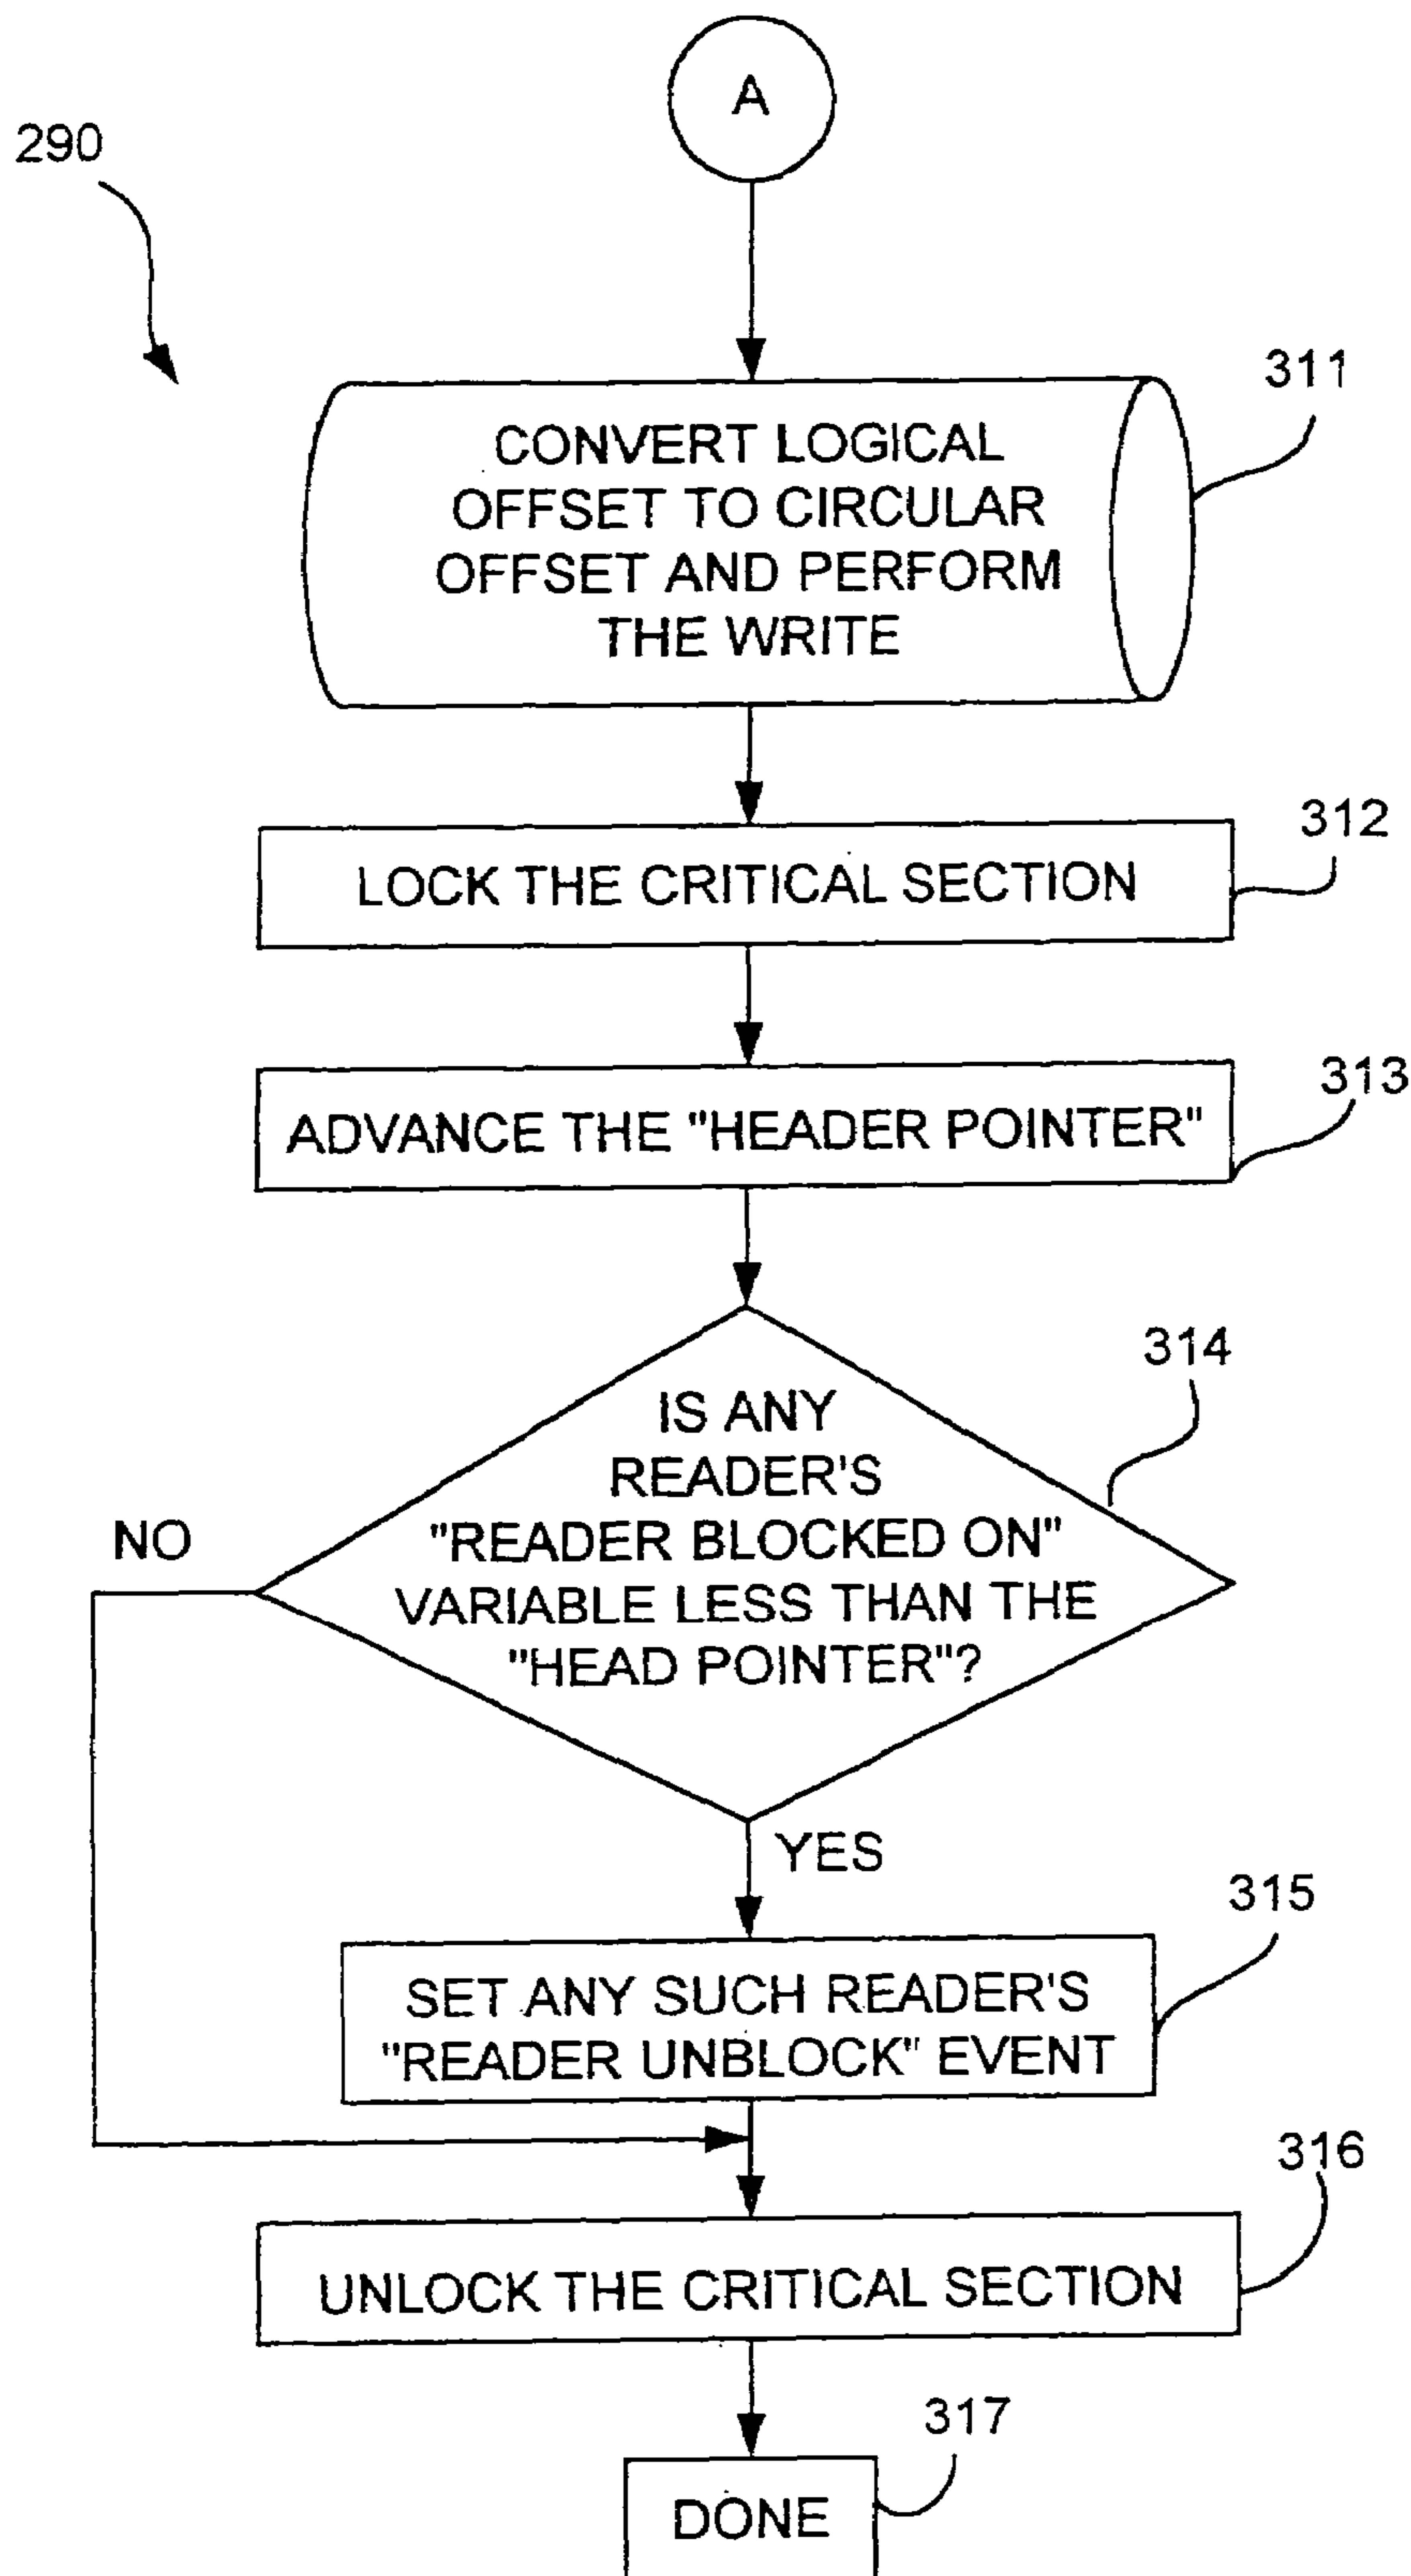 A
290
311
CONVERT LOGICAL
OFFSET TO CIRCULAR
OFFSET AND PERFORM
THE WRITE
312
LOCK THE CRITICAL SECTION
313
ADVANCE THE "HEADER POINTER"
314
IS ANY
READER'S
"READER BLOCKED ON"
VARIABLE LESS THAN THE
"HEAD POINTER"?
NO
YES
315
SET ANY SUCH READER'S
"READER UNBLOCK" EVENT
316
UNLOCK THE CRITICAL SECTION
317
DONE